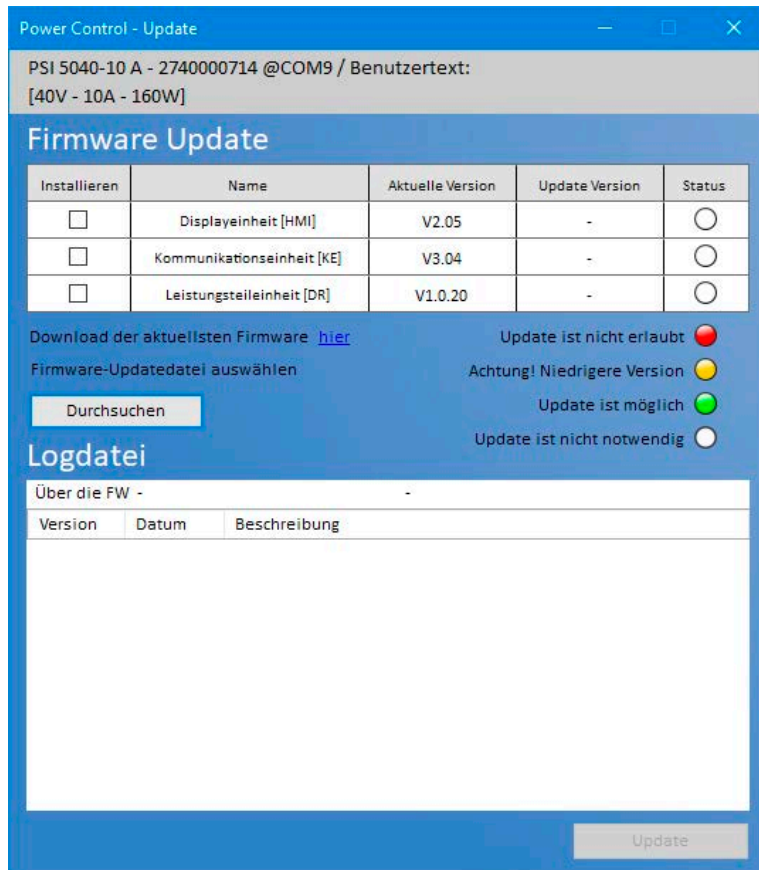 Power Control - Update
PSI 5040-10 A - 2740000714 @COM9 / Benutzertext:
[40V - 10A - 160W]
Firmware Update
Installieren Name Aktuelle Version Update Version Status
Displayeinheit [HMI] V2.05 -
Kommunikationseinheit [KE] V3.04 -
Leistungsteileinheit [DR] V1.0.20 -
Download der aktuellsten Firmware hier Update ist nicht erlaubt
Firmware-Updatedatei auswählen Achtung! Niedrigere Version
Durchsuchen Update ist möglich
Update ist nicht notwendig
Logdatei
Über die FW - -
Version Datum Beschreibung
Update